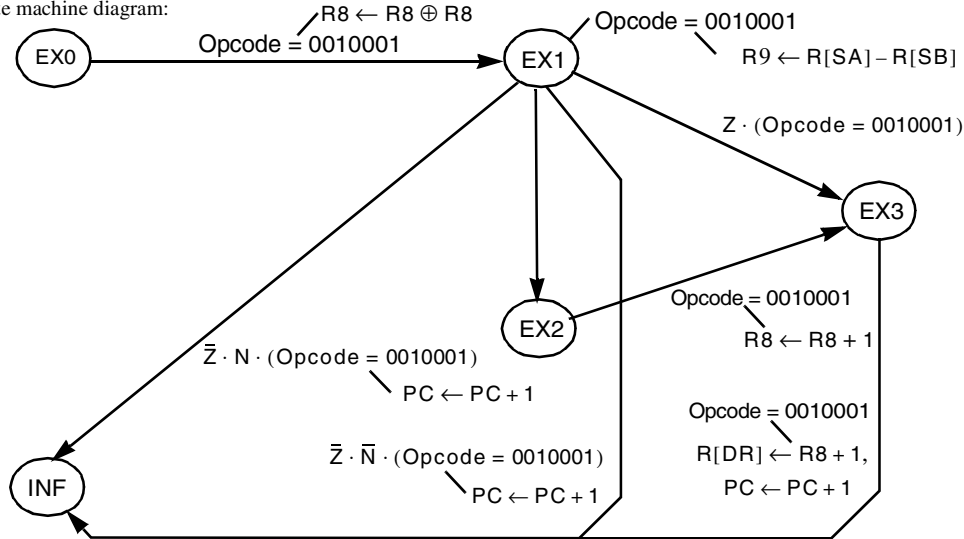 te machine diagram:
R8 ← R8 ⊕ R8
Opcode = 0010001
EX0
EX1
Opcode = 0010001
R9 ← R[SA] – R[SB]
Z · (Opcode = 0010001)
EX3
EX2
Opcode = 0010001
R8 ← R8 + 1
Z̄ · N · (Opcode = 0010001)
PC ← PC + 1
Opcode = 0010001
R[DR] ← R8 + 1,
PC ← PC + 1
Z̄ · N̄ · (Opcode = 0010001)
PC ← PC + 1
INF